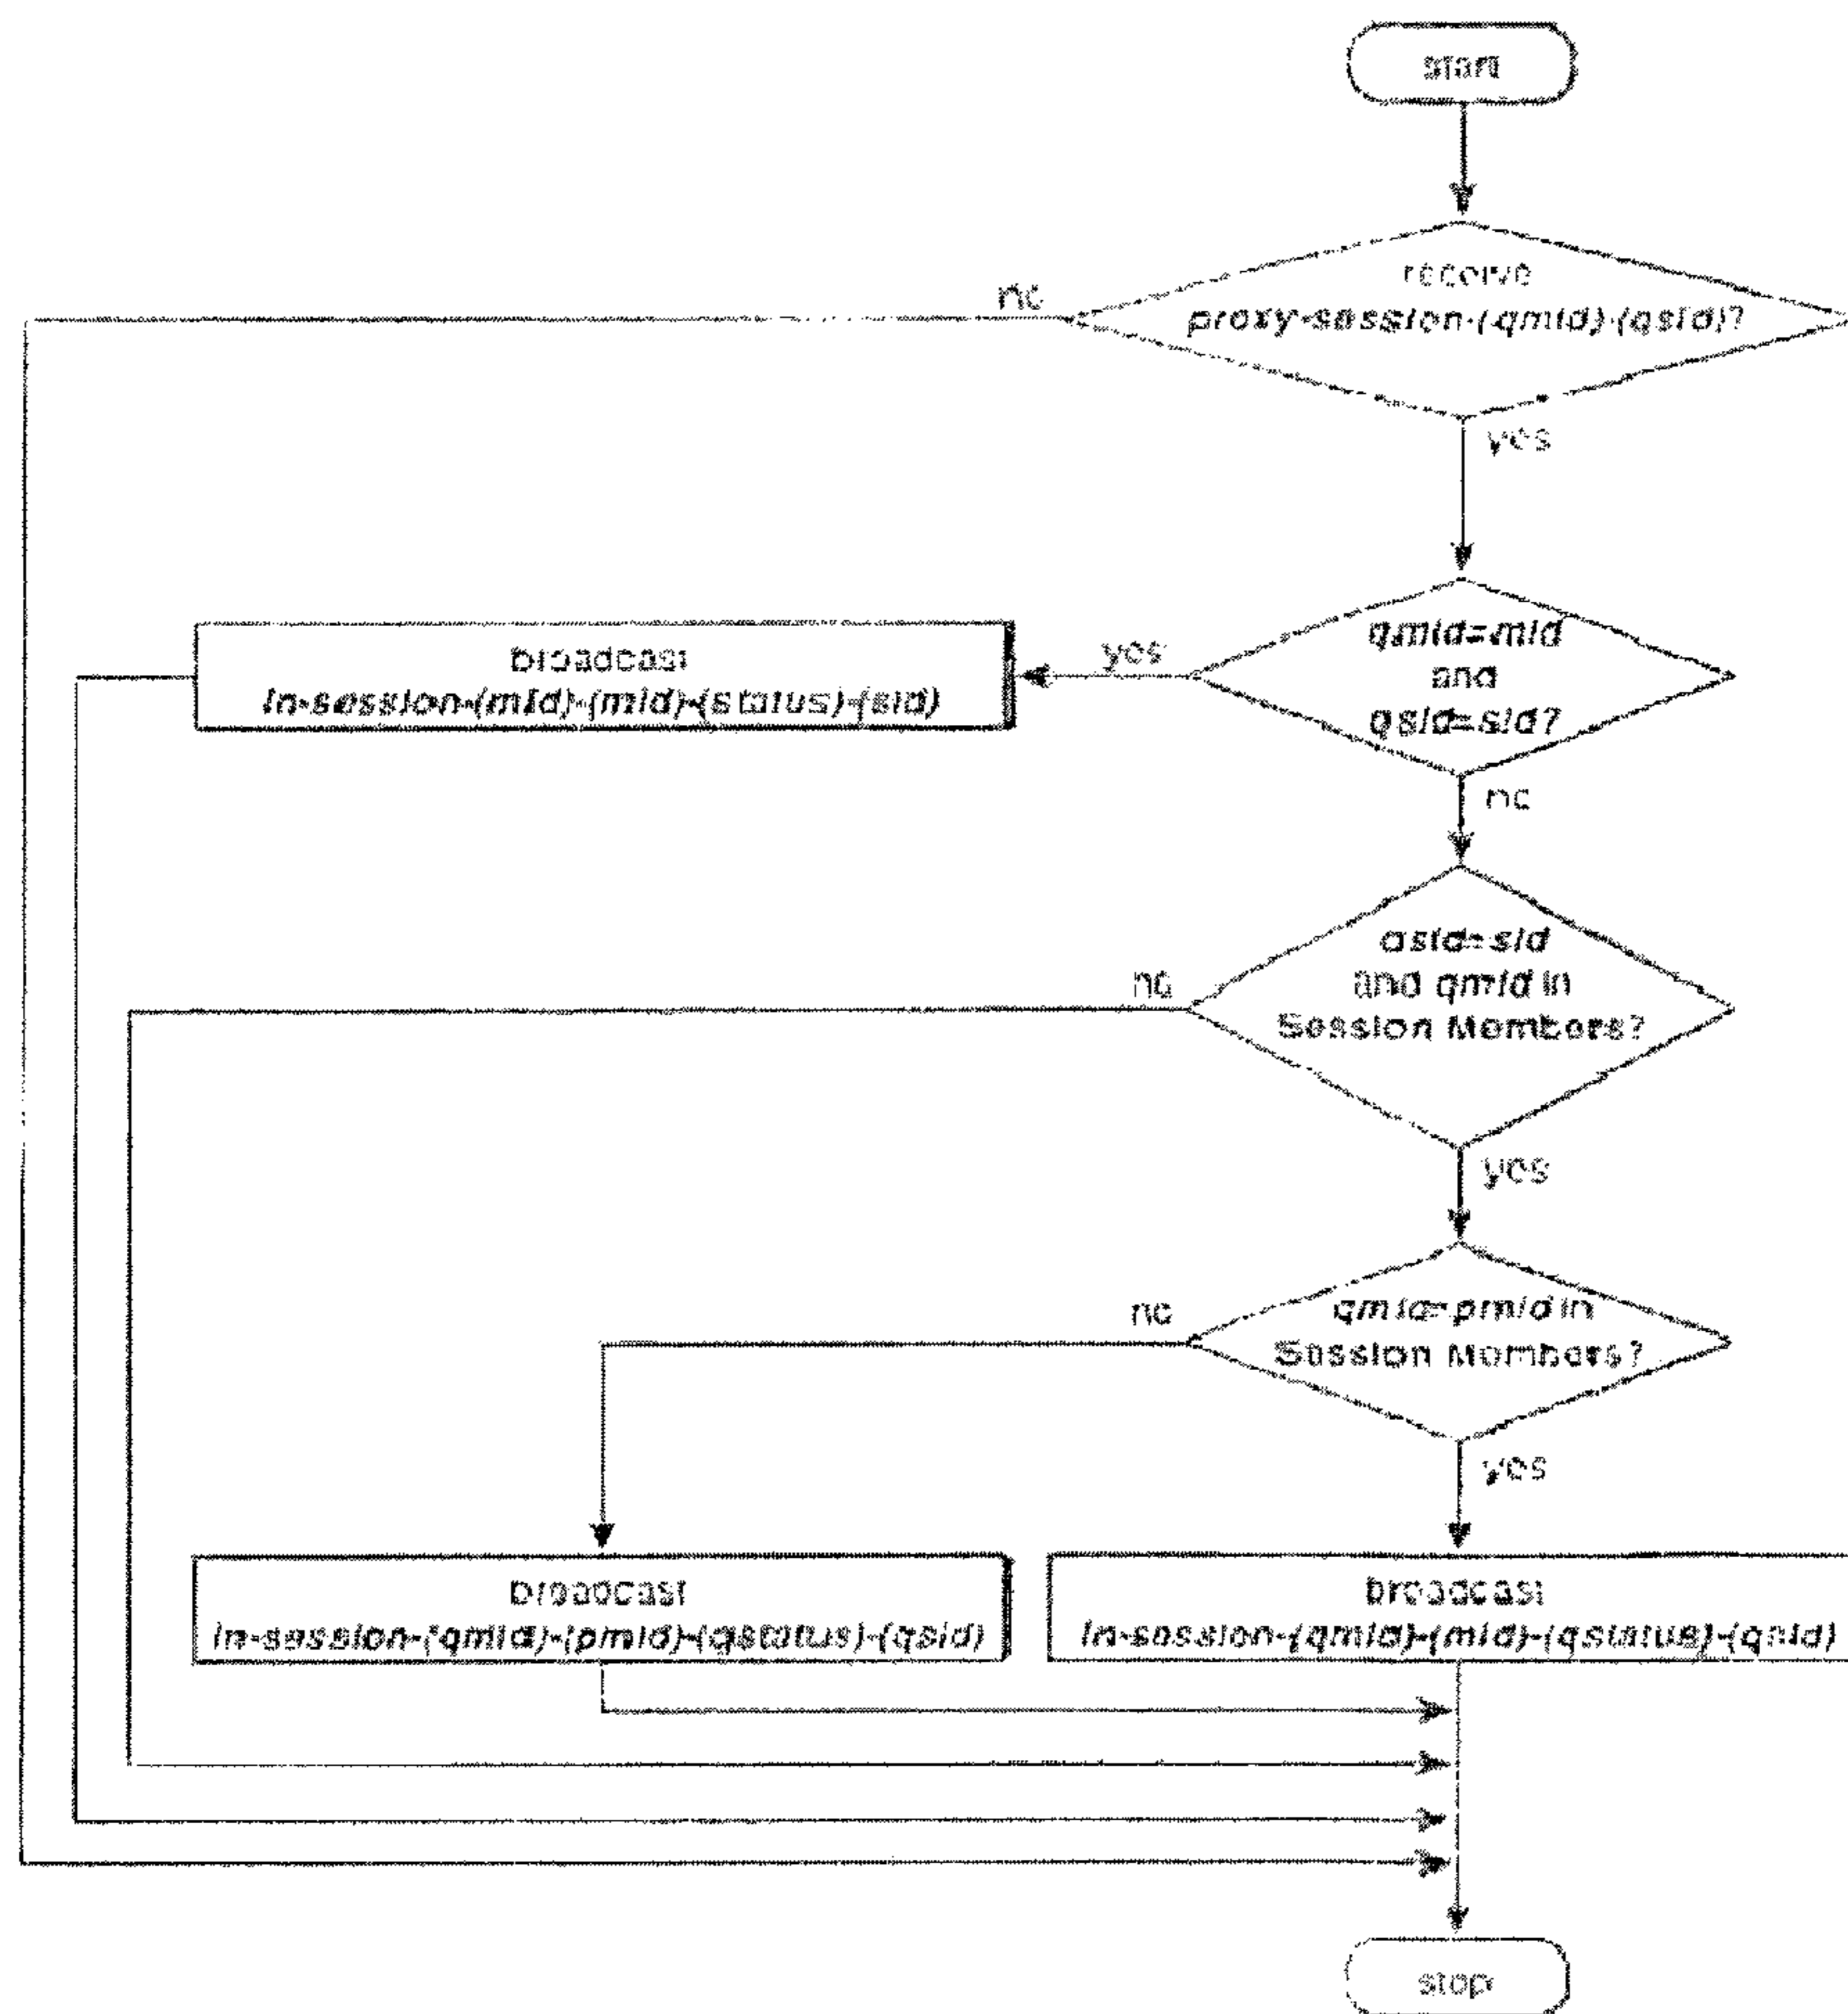 start
receive
proxy-session-(qmid)-(qsid)?
no
yes
qmid=mid
and
qsid=sid?
yes
broadcast
in-session-(mid)-(mid)-(status)-(sid)
no
qsid=sid
and qmid in
Session Members?
no
yes
qmid=pmid in
Session Members?
no
yes
broadcast
in-session-(qmid)-(pmid)-(qstatus)-(qsid)
broadcast
in-session-(qmid)-(mid)-(qstatus)-(qsid)
stop